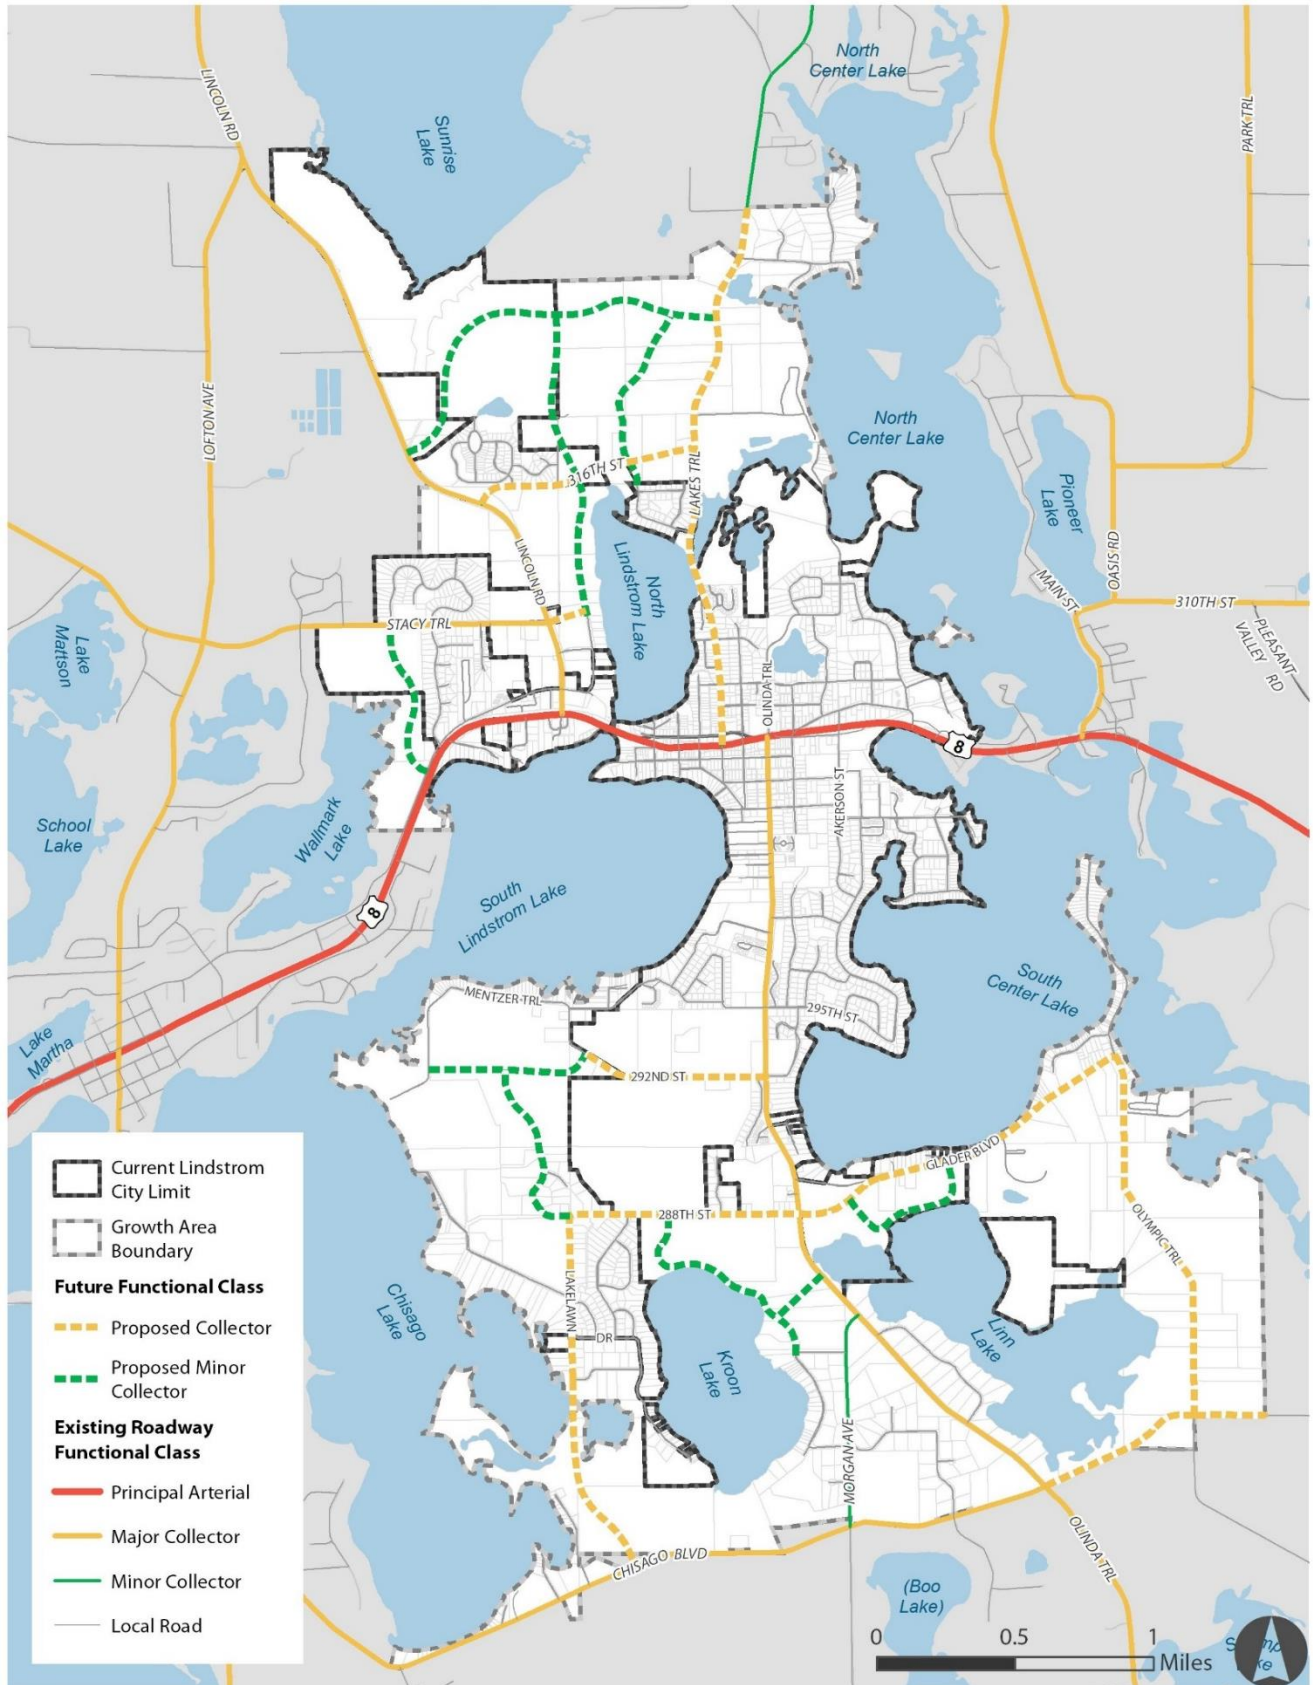 North
Center Lake
LINCOLN RD
Sunrise
Lake
PARK TRL
LOFTON AVE
North
Center Lake
Pioneer
Lake
316TH ST
LAKES TRL
LINCOLN RD
North
Lindstrom Lake
OASIS RD
MAIN ST
310TH ST
PLEASANT
VALLEY RD
Lake
Mattson
STACY TRL
OLINDA TRL
8
School
Lake
Wallmark
Lake
AKERSON ST
8
South
Lindstrom Lake
South
Center Lake
MENTZER TRL
295TH ST
Lake
Martha
292ND ST
GLADER BLVD
288TH ST
OLYMPIC TRL
Chisago
Lake
LAKELAWN
DR
Kroon
Lake
Linn
Lake
MORGAN AVE
CHISAGO BLVD
OLINDA TRL
(Boo
Lake)
Current Lindstrom
City Limit
Growth Area
Boundary
Future Functional Class
Proposed Collector
Proposed Minor
Collector
Existing Roadway
Functional Class
Principal Arterial
Major Collector
Minor Collector
Local Road
0 0.5 1
Miles